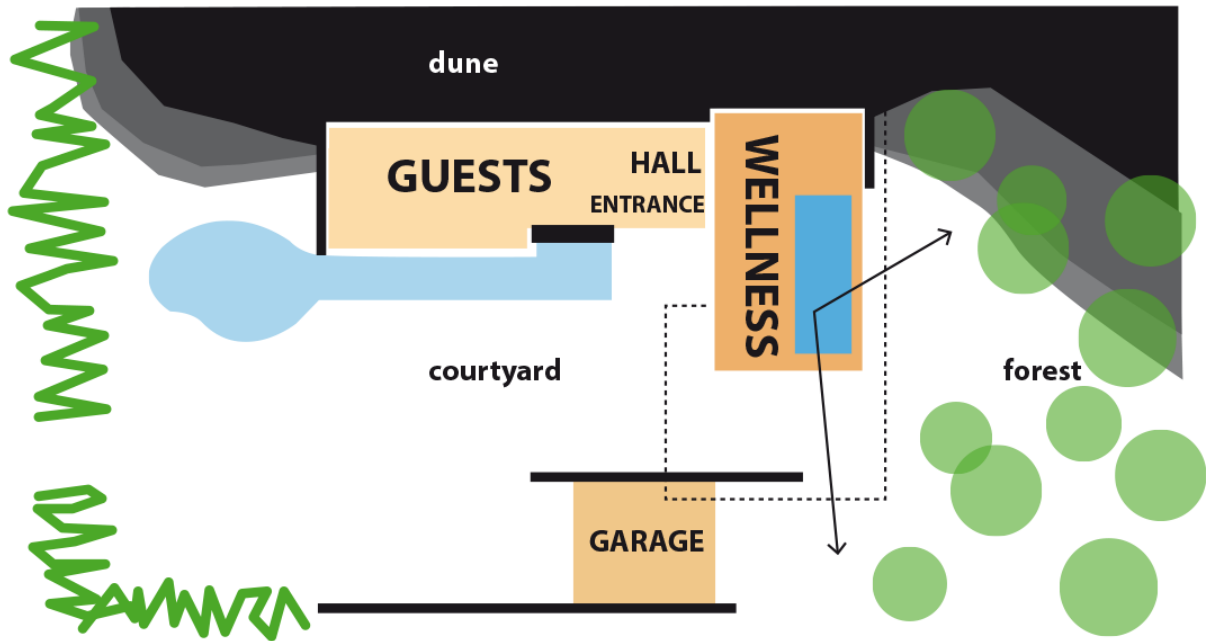 dune
GUESTS
HALL
ENTRANCE
WELLNESS
courtyard
forest
GARAGE